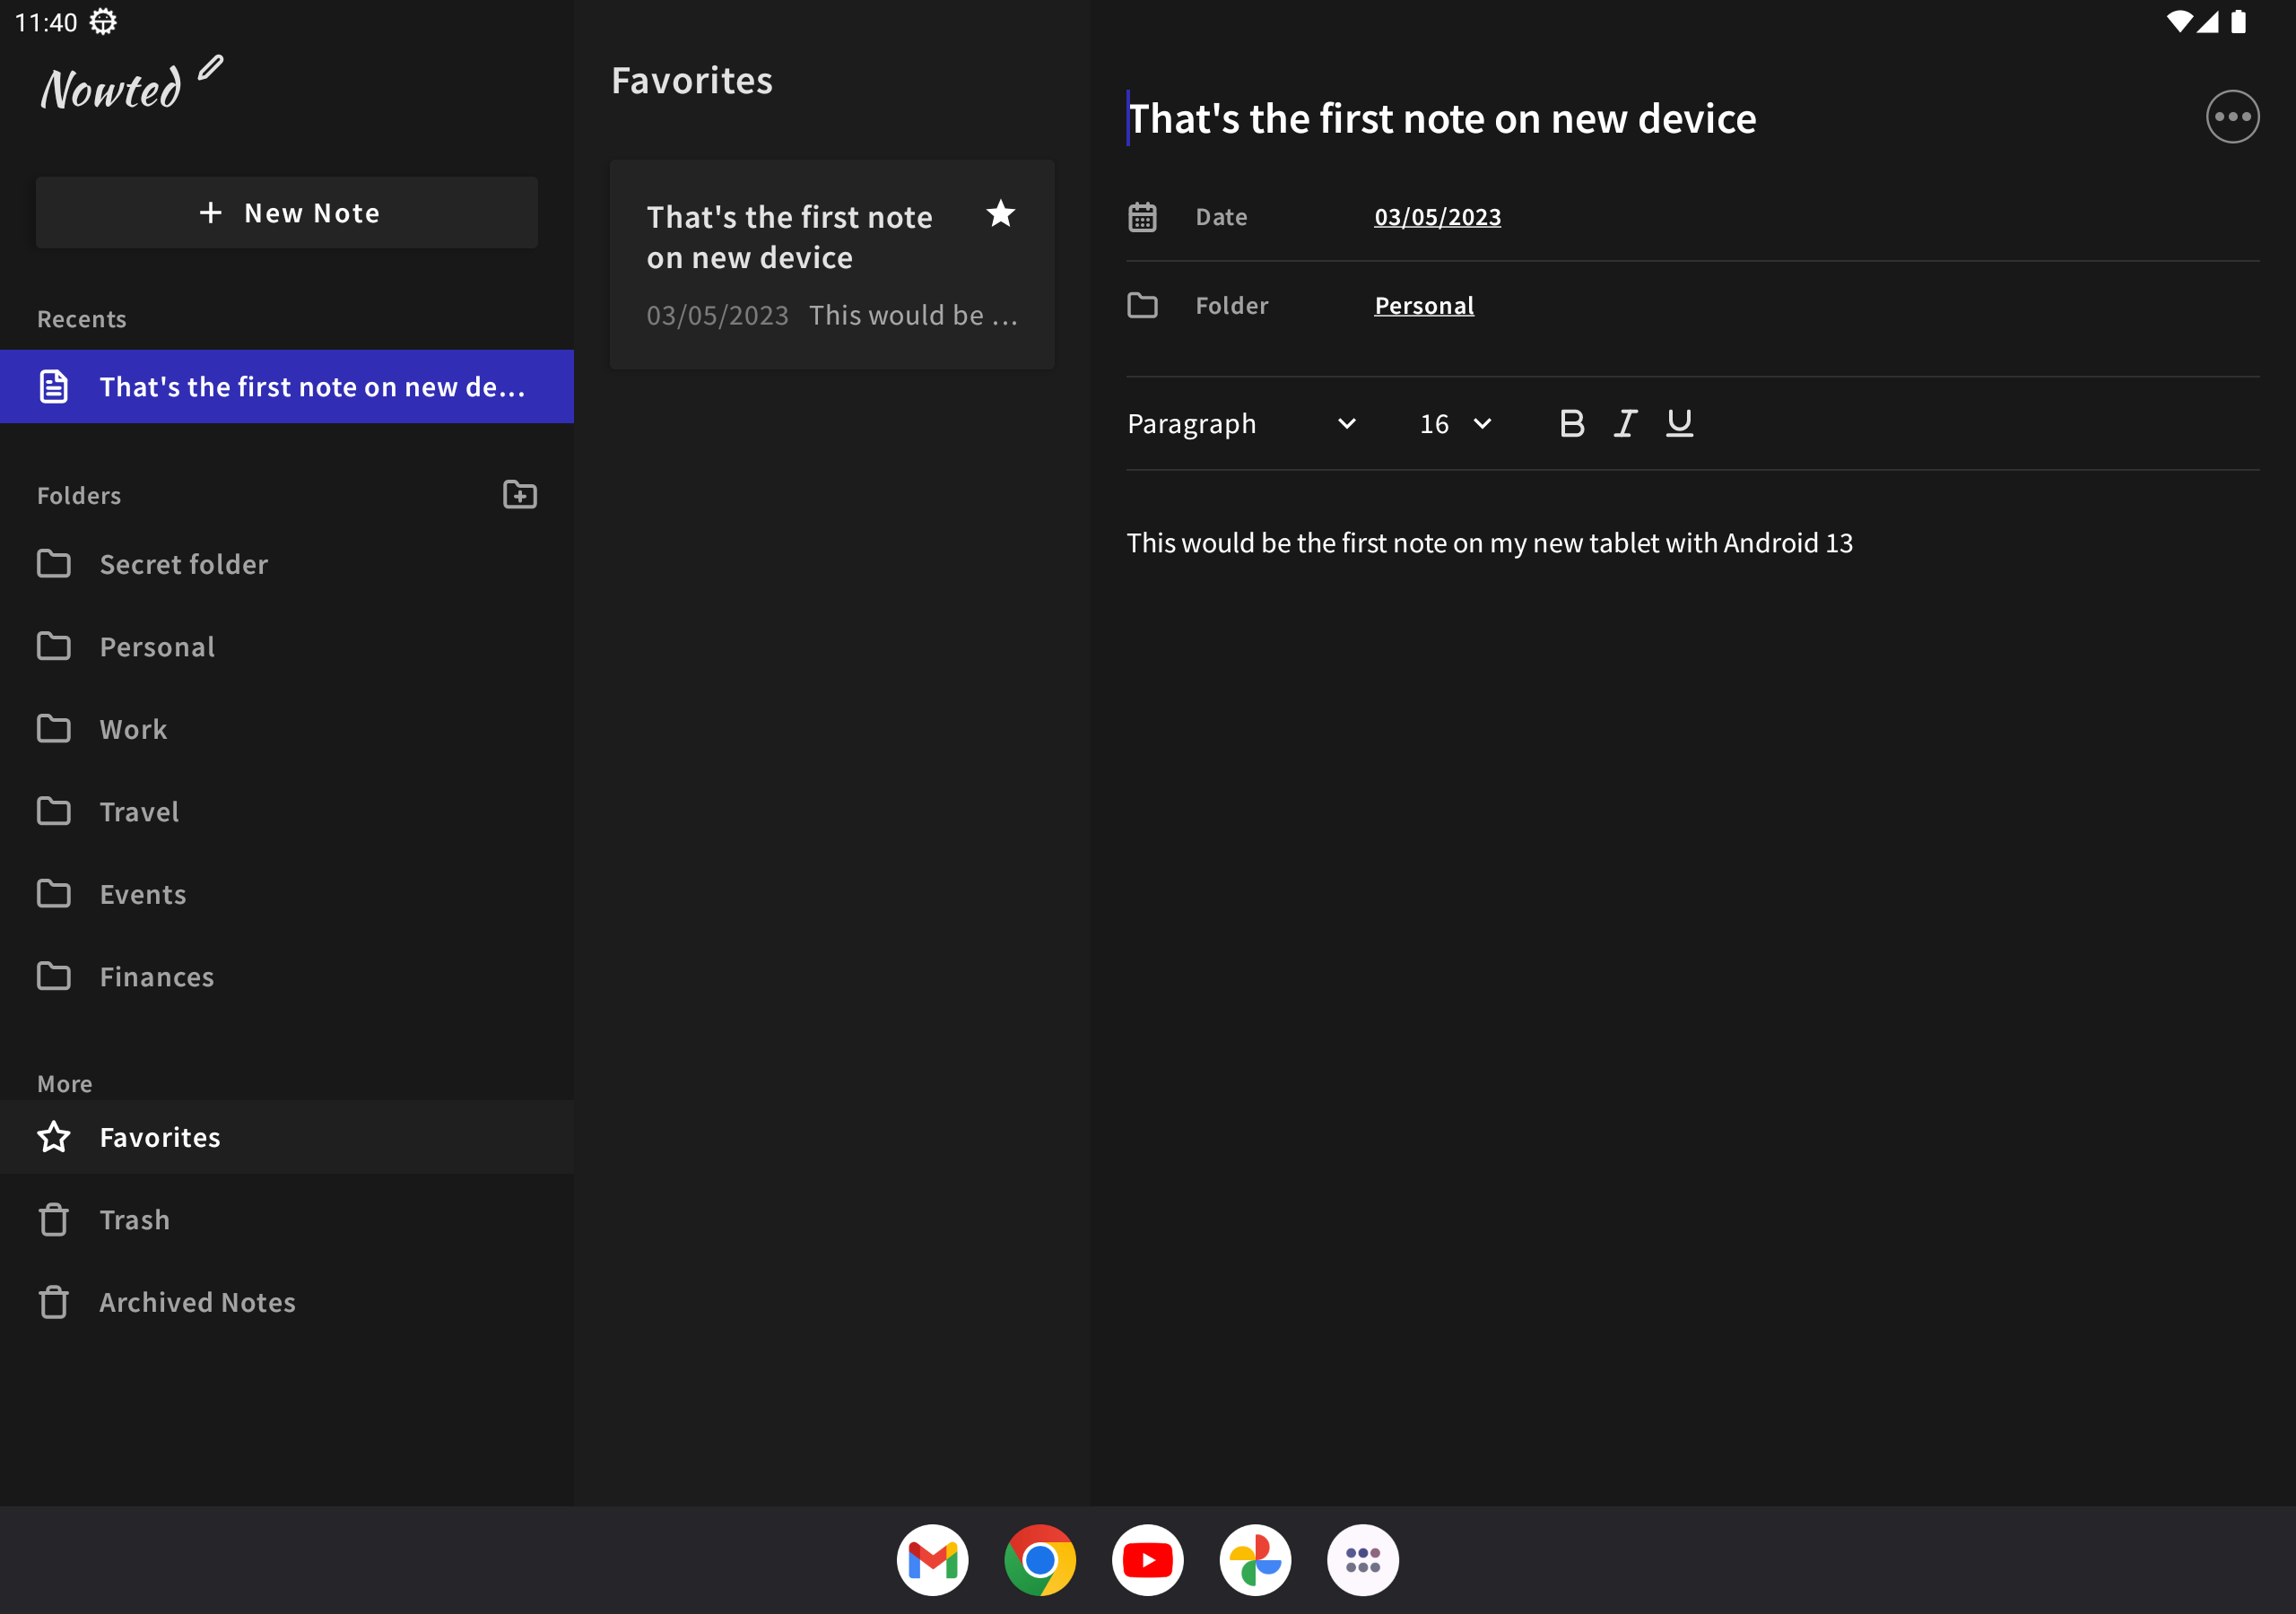 11:40
Nowted
New Note
Recents
That's the first note on new de...
Folders
Secret folder
Personal
Work
Travel
Events
Finances
More
Favorites
Trash
Archived Notes
Favorites
That's the first note
on new device
03/05/2023 This would be ...
That's the first note on new device
Date 03/05/2023
Folder Personal
Paragraph 16 B I U
This would be the first note on my new tablet with Android 13